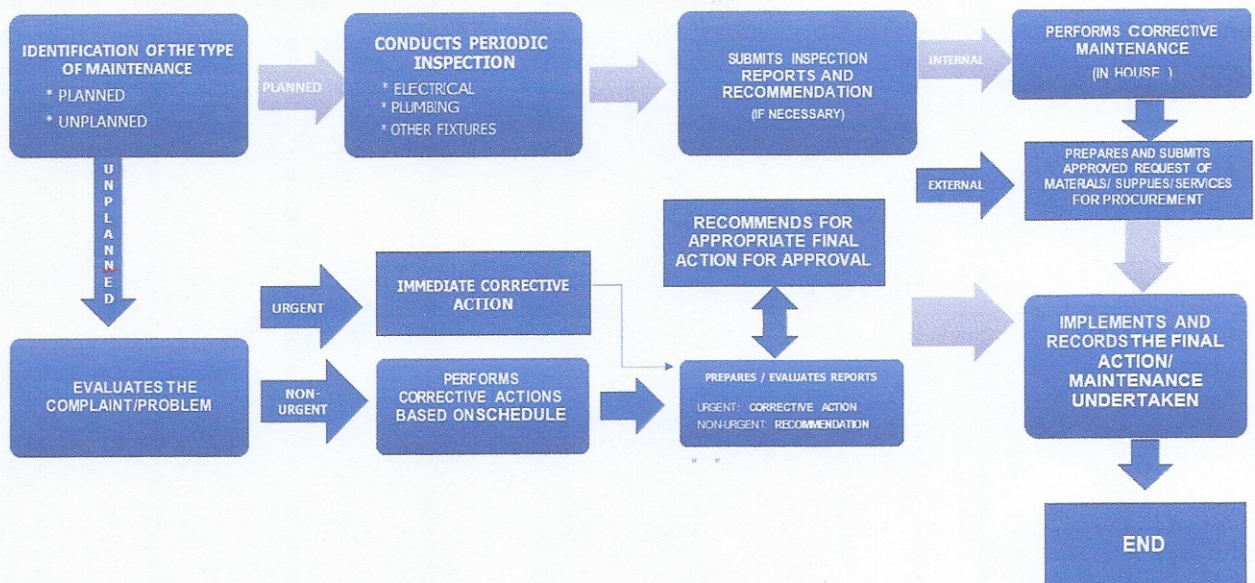 IDENTIFICATION OF THE TYPE
OF MAINTENANCE
* PLANNED
* UNPLANNED
PLANNED
CONDUCTS PERIODIC
INSPECTION
* ELECTRICAL
* PLUMBING
* OTHER FIXTURES
SUBMITS INSPECTION
REPORTS AND
RECOMMENDATION
(IF NECESSARY)
INTERNAL
PERFORMS CORRECTIVE
MAINTENANCE
(IN HOUSE )
EXTERNAL
PREPARES AND SUBMITS
APPROVED REQUEST OF
MATERIALS/ SUPPLIES/SERVICES
FOR PROCUREMENT
UNPLANNED
RECOMMENDS FOR
APPROPRIATE FINAL
ACTION FOR APPROVAL
URGENT
IMMEDIATE CORRECTIVE
ACTION
IMPLEMENTS AND
RECORDS THE FINAL
ACTION/
MAINTENANCE
UNDERTAKEN
EVALUATES THE
COMPLAINT/PROBLEM
NON-
URGENT
PERFORMS
CORRECTIVE ACTIONS
BASED ON SCHEDULE
PREPARES / EVALUATES REPORTS
URGENT: CORRECTIVE ACTION
NON-URGENT: RECOMMENDATION
* *
END